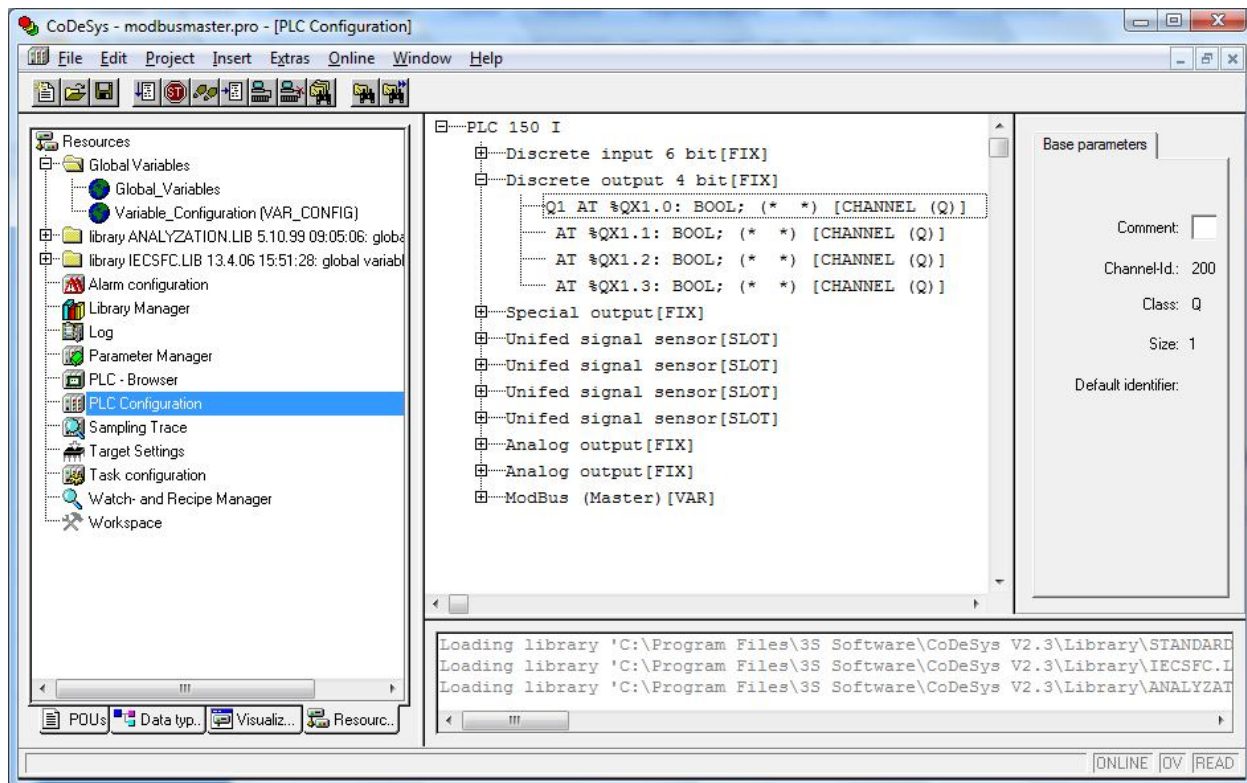 CoDeSys - modbusmaster.pro - [PLC Configuration]
File Edit Project Insert Extras Online Window Help
Resources
Global Variables
Global_Variables
Variable_Configuration (VAR_CONFIG)
library ANALYZATION.LIB 5.10.99 09:05:06: globa
library IECSFC.LIB 13.4.06 15:51:28: global variabl
Alarm configuration
Library Manager
Log
Parameter Manager
PLC - Browser
PLC Configuration
Sampling Trace
Target Settings
Task configuration
Watch- and Recipe Manager
Workspace
POUs Data typ.. Visualiz... Resourc..
PLC 150 I
Discrete input 6 bit[FIX]
Discrete output 4 bit[FIX]
Q1 AT %QX1.0: BOOL; (* *) [CHANNEL (Q)]
AT %QX1.1: BOOL; (* *) [CHANNEL (Q)]
AT %QX1.2: BOOL; (* *) [CHANNEL (Q)]
AT %QX1.3: BOOL; (* *) [CHANNEL (Q)]
Special output[FIX]
Unifed signal sensor[SLOT]
Unifed signal sensor[SLOT]
Unifed signal sensor[SLOT]
Unifed signal sensor[SLOT]
Analog output[FIX]
Analog output[FIX]
ModBus (Master)[VAR]
Base parameters
Comment:
Channel-Id.: 200
Class: Q
Size: 1
Default identifier:
Loading library 'C:\Program Files\3S Software\CoDeSys V2.3\Library\STANDARD
Loading library 'C:\Program Files\3S Software\CoDeSys V2.3\Library\IECSFC.L
Loading library 'C:\Program Files\3S Software\CoDeSys V2.3\Library\ANALYZAT
ONLINE OV READ